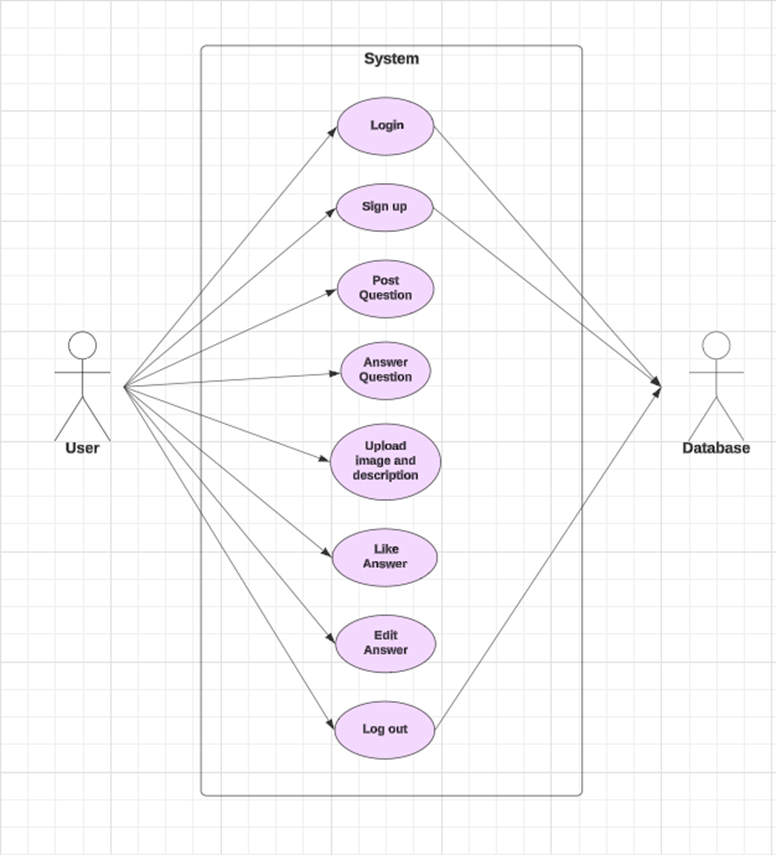 System
Login
Sign up
Post
Question
Answer
Question
Upload
image and
description
Like
Answer
Edit
Answer
Log out
User
Database